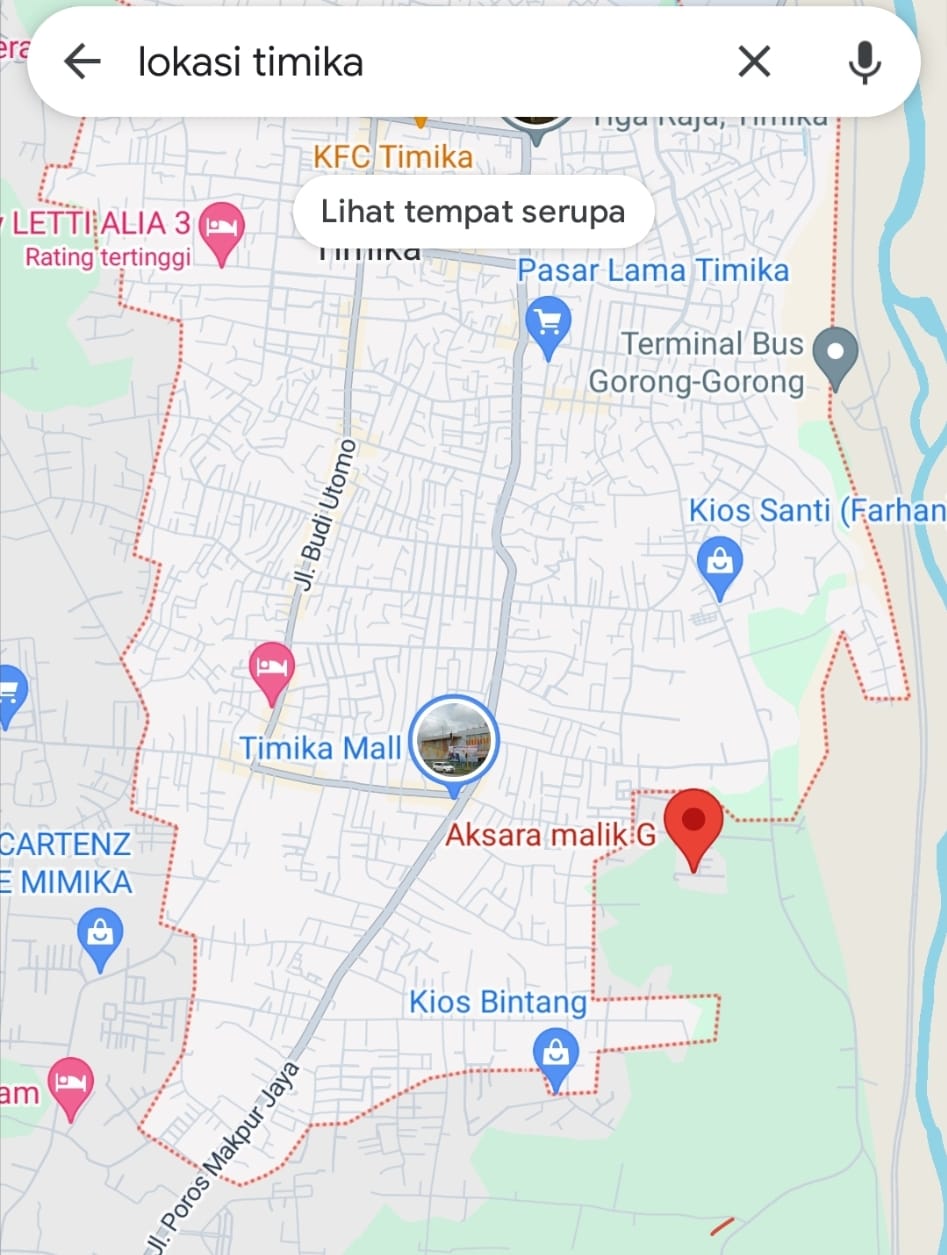 lokasi timika
Tiga Raja, Timika
KFC Timika
Lihat tempat serupa
LETTI ALIA 3
Rating tertinggi
Timika
Pasar Lama Timika
Terminal Bus
Gorong-Gorong
Jl. Budi Utomo
Kios Santi (Farhan
Timika Mall
Aksara malik G
CARTENZ
E MIMIKA
Kios Bintang
am
Jl. Poros Makpur Jaya